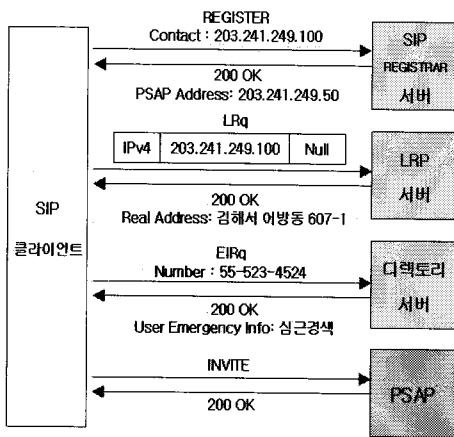 REGISTER
Contact : 203.241.249.100
200 OK
PSAP Address: 203.241.249.50
SIP
REGISTRAR
서버
LRq
IPv4 203.241.249.100 Null
200 OK
Real Address: 김해서 어방동 607-1
LRP
서버
SIP
클라이언트
EIRq
Number : 55-523-4524
200 OK
User Emergency Info: 심근경색
디렉토리
서버
INVITE
200 OK
PSAP